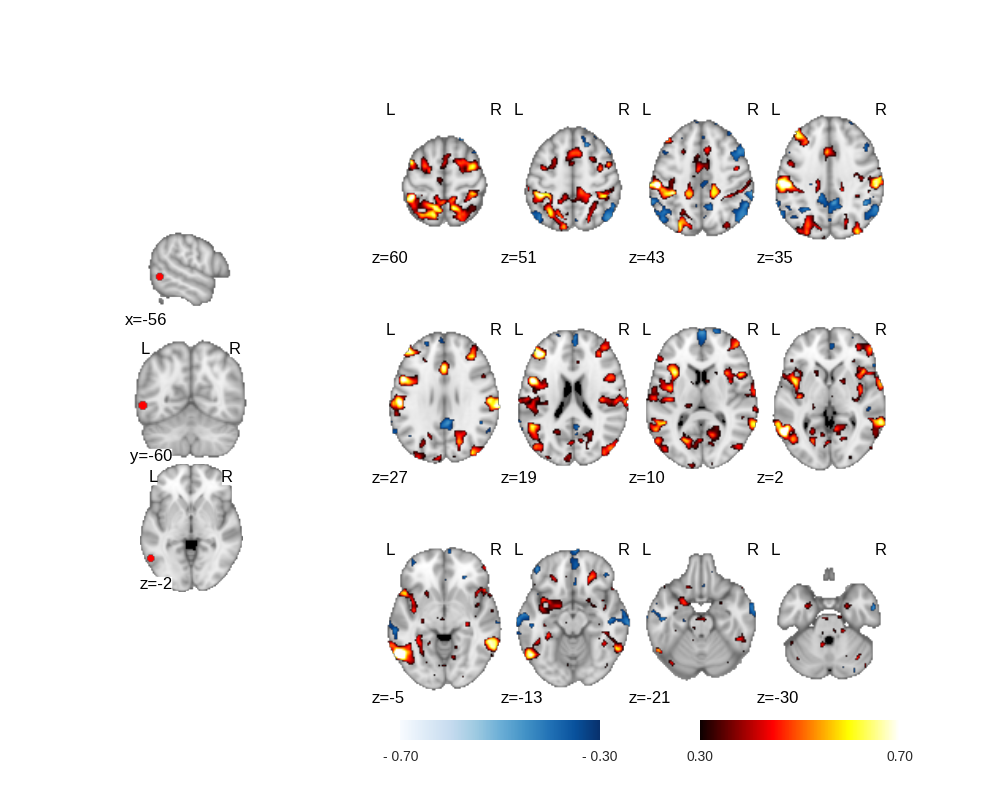 L R L R L R L R
z=60 z=51 z=43 z=35
x=-56
L R
y=-60
L R
z=-2
L R L R L R L R
z=27 z=19 z=10 z=2
L R L R L R L R
z=-5 z=-13 z=-21 z=-30
- 0.70 - 0.30 0.30 0.70